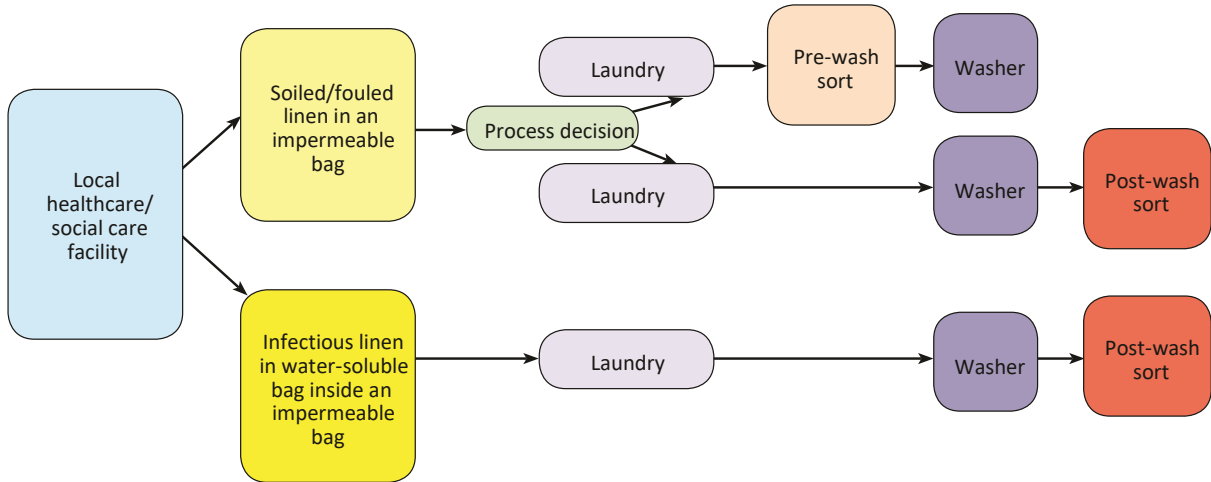 Local
healthcare/
social care
facility
Soiled/fouled
linen in an
impermeable
bag
Process decision
Laundry
Pre-wash
sort
Washer
Laundry
Washer
Post-wash
sort
Infectious linen
in water-soluble
bag inside an
impermeable
bag
Laundry
Washer
Post-wash
sort